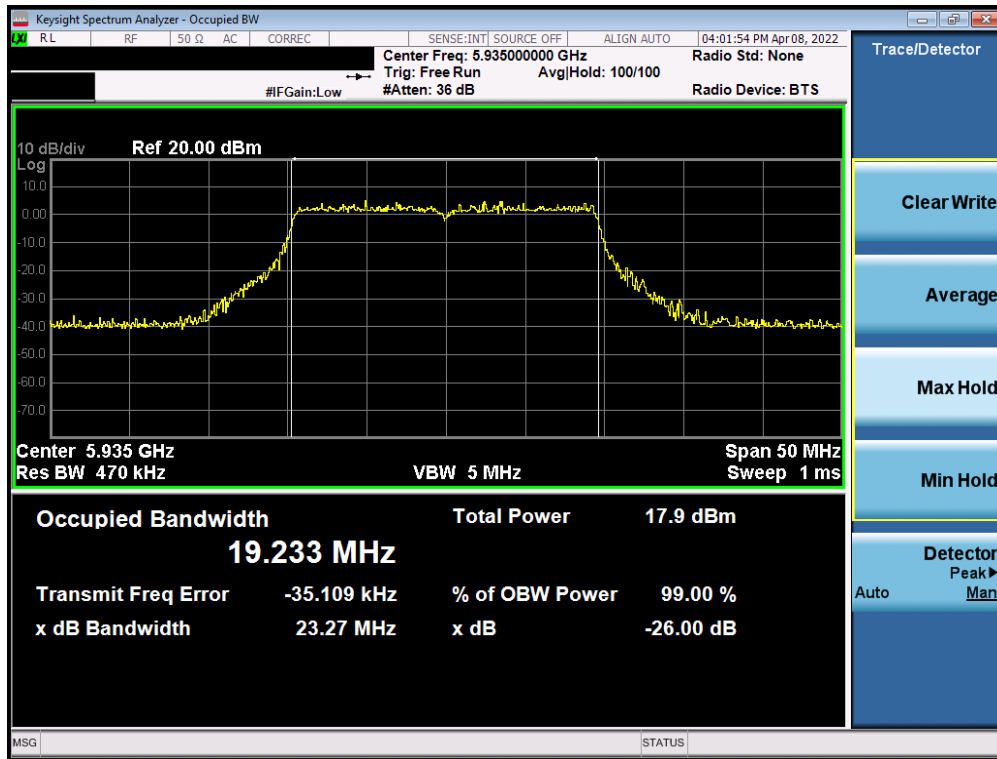 Keysight Spectrum Analyzer - Occupied BW
LXI RL RF 50 Ω AC CORREC SENSE:INT SOURCE OFF ALIGN AUTO 04:01:54 PM Apr 08, 2022
Center Freq: 5.935000000 GHz Radio Std: None
Trig: Free Run Avg|Hold: 100/100
#IFGain:Low #Atten: 36 dB Radio Device: BTS
10 dB/div Ref 20.00 dBm
Log
10.0
0.00
-10.0
-20.0
-30.0
-40.0
-50.0
-60.0
-70.0
Center 5.935 GHz Span 50 MHz
Res BW 470 kHz VBW 5 MHz Sweep 1 ms
Occupied Bandwidth Total Power 17.9 dBm
19.233 MHz
Transmit Freq Error -35.109 kHz % of OBW Power 99.00 %
x dB Bandwidth 23.27 MHz x dB -26.00 dB
MSG STATUS
Trace/Detector
Clear Write
Average
Max Hold
Min Hold
Detector
Peak▶
Auto Man